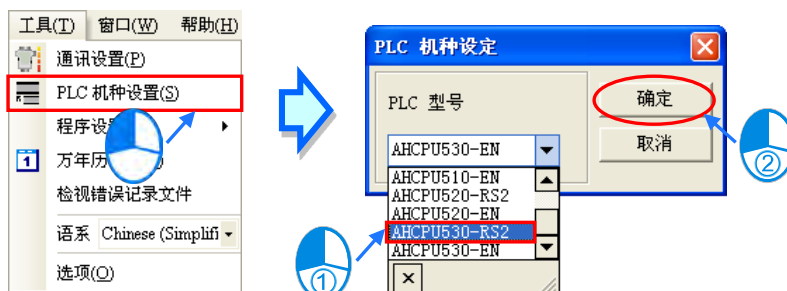 工具(T) 窗口(W) 帮助(H)
通讯设置(P)
PLC 机种设置(S)
程序设
1 万年历
检视错误记录文件
语系 Chinese (Simplifi
选项(O)
PLC 机种设定
PLC 型号
AHCPU530-EN
AHCPU510-EN
AHCPU520-RS2
AHCPU520-EN
AHCPU530-RS2
AHCPU530-EN
×
确定
取消
①
②